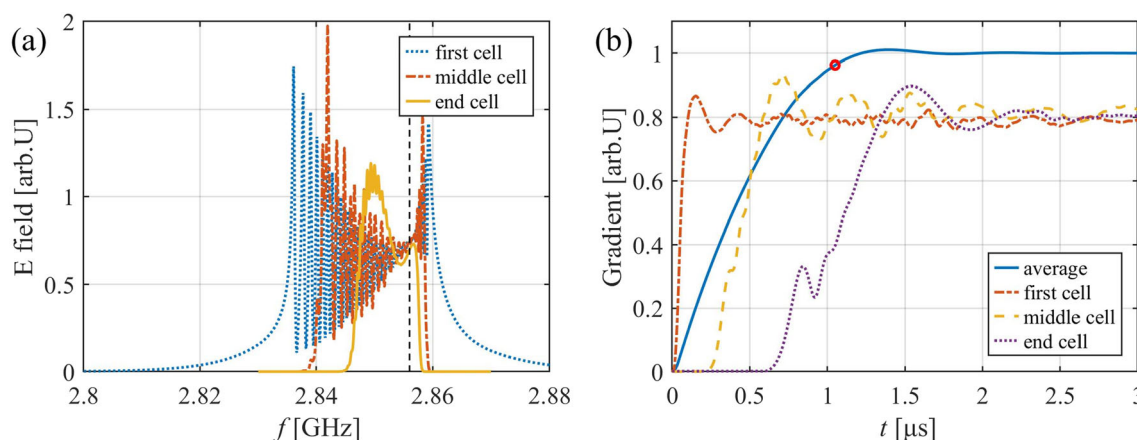 (a)
2
1.5
1
0.5
0
E field [arb.U]
first cell
middle cell
end cell
2.8
2.82
2.84
2.86
2.88
f [GHz]
(b)
1
0.8
0.6
0.4
0.2
0
Gradient [arb.U]
average
first cell
middle cell
end cell
0
0.5
1
1.5
2
2.5
3
t [μs]